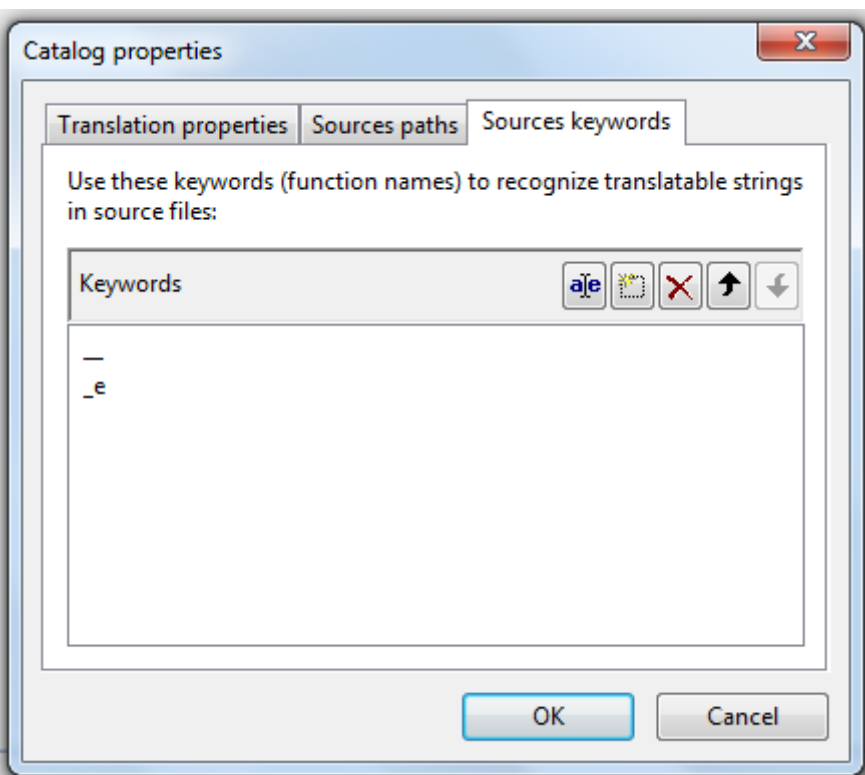 Catalog properties
Translation properties Sources paths Sources keywords
Use these keywords (function names) to recognize translatable strings
in source files:
Keywords
a e
__
_e
OK Cancel